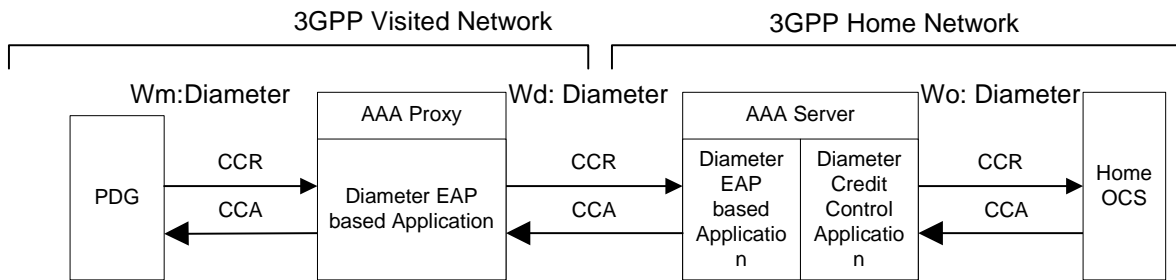 3GPP Visited Network
3GPP Home Network
Wm:Diameter
Wd: Diameter
Wo: Diameter
AAA Proxy
AAA Server
PDG
CCR
CCA
Diameter EAP
based Application
CCR
CCA
Diameter
EAP
based
Applicatio
n
Diameter
Credit
Control
Applicatio
n
CCR
CCA
Home
OCS